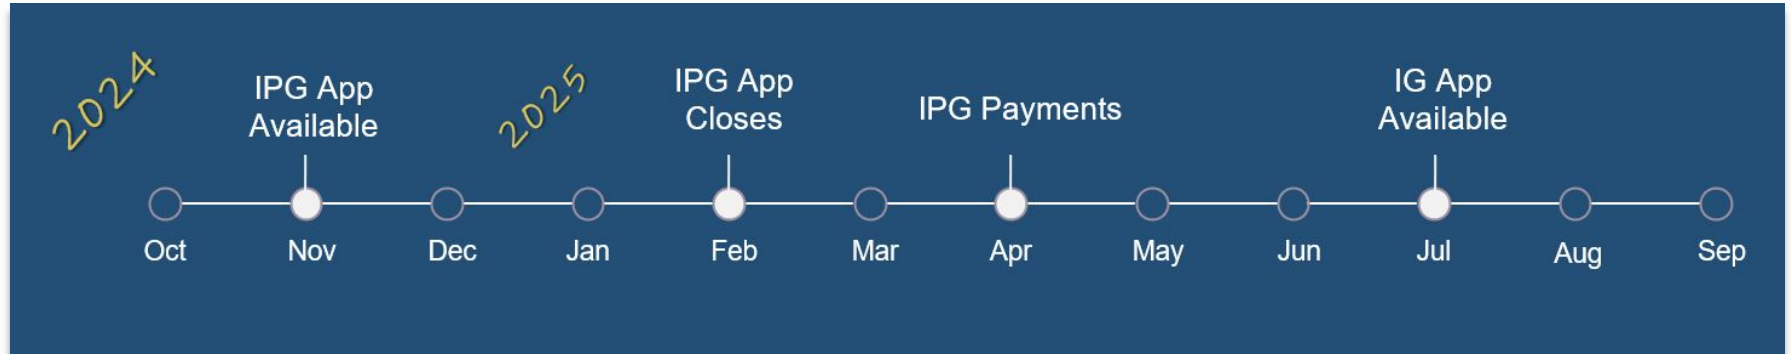 2024
IPG App
Available
2025
IPG App
Closes
IPG Payments
IG App
Available
Oct Nov Dec Jan Feb Mar Apr May Jun Jul Aug Sep